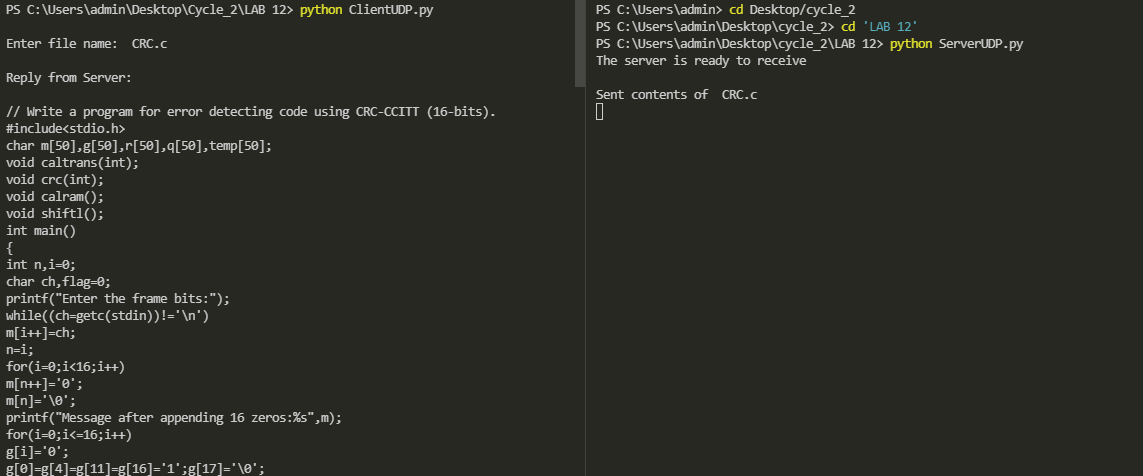 PS C:\Users\admin\Desktop\Cycle_2\LAB 12> python ClientUDP.py
Enter file name:  CRC.c
Reply from Server:
// Write a program for error detecting code using CRC-CCITT (16-bits).
#include<stdio.h>
char m[50],g[50],r[50],q[50],temp[50];
void caltrans(int);
void crc(int);
void calram();
void shiftl();
int main()
{
int n,i=0;
char ch,flag=0;
printf("Enter the frame bits:");
while((ch=getc(stdin))!='\n')
m[i++]=ch;
n=i;
for(i=0;i<16;i++)
m[n++]='0';
m[n]='\0';
printf("Message after appending 16 zeros:%s",m);
for(i=0;i<=16;i++)
g[i]='0';
g[0]=g[4]=g[11]=g[16]='1';g[17]='\0';
PS C:\Users\admin> cd Desktop/cycle_2
PS C:\Users\admin\Desktop\cycle_2> cd 'LAB 12'
PS C:\Users\admin\Desktop\cycle_2\LAB 12> python ServerUDP.py
The server is ready to receive
Sent contents of  CRC.c